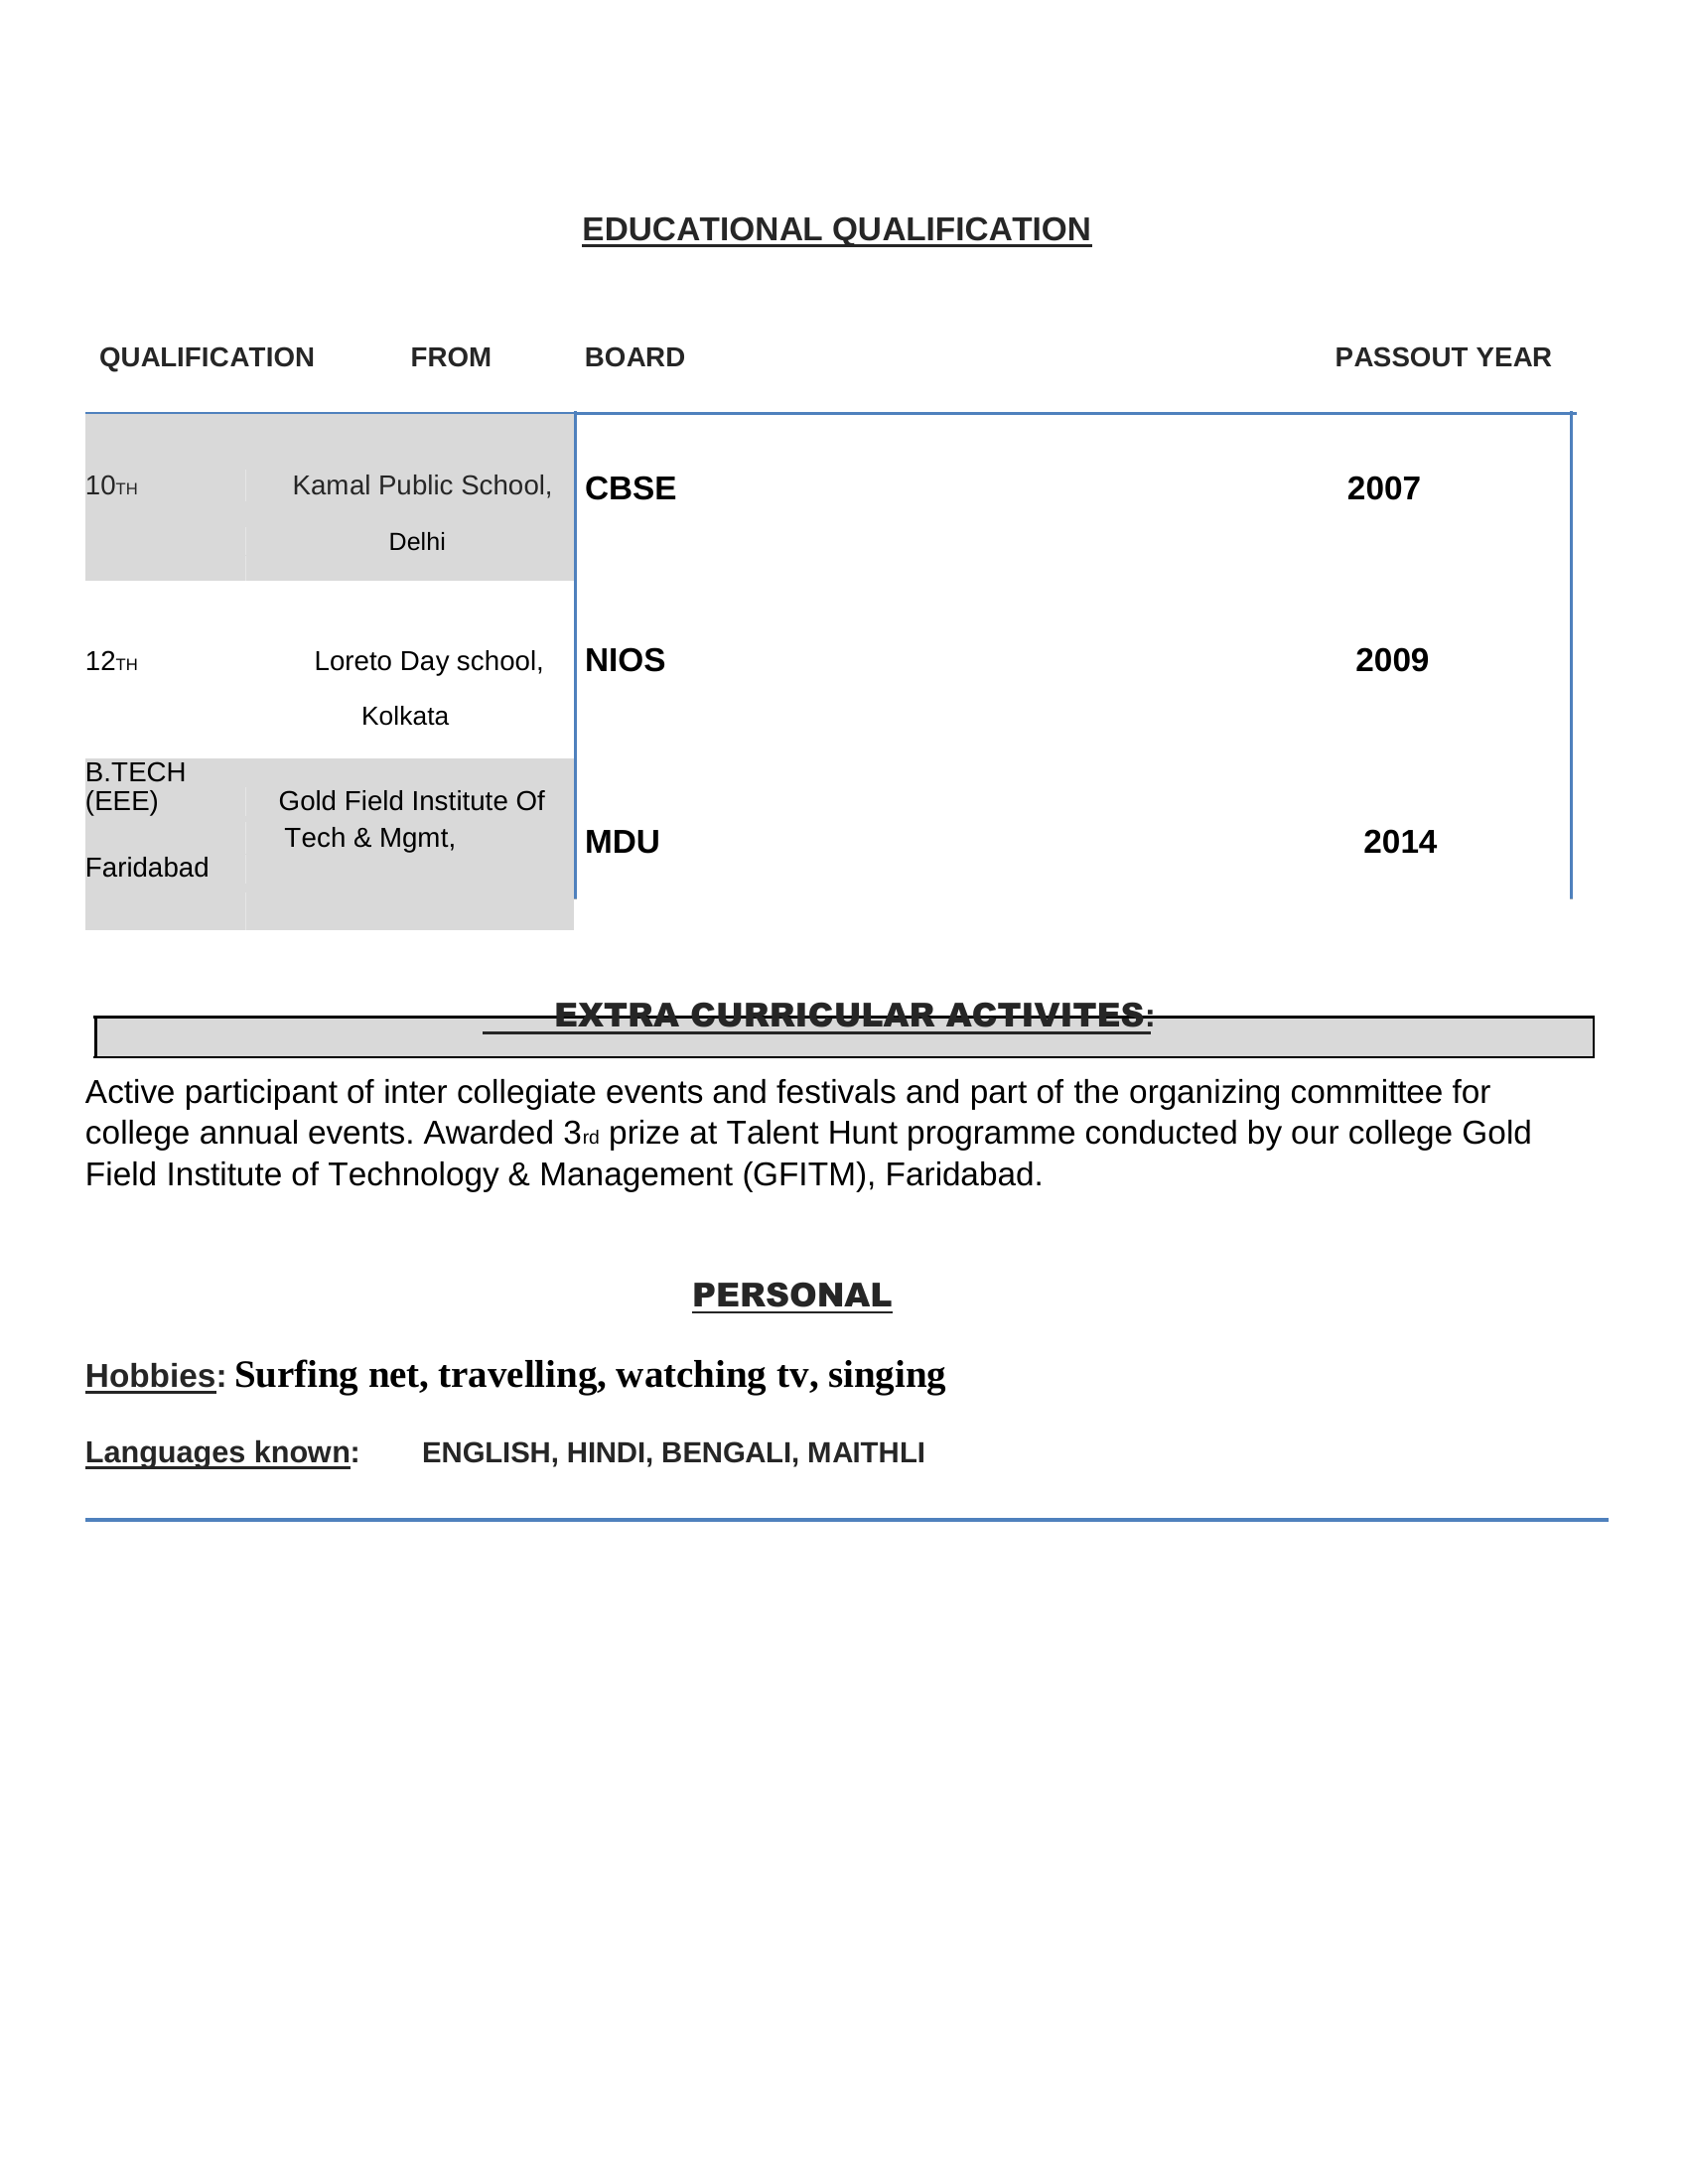 EDUCATIONAL QUALIFICATION
QUALIFICATION FROM BOARD PASSOUT YEAR
10TH Kamal Public School, CBSE 2007
Delhi
12TH Loreto Day school, NIOS 2009
Kolkata
B.TECH
(EEE) Gold Field Institute Of
Tech & Mgmt, MDU 2014
Faridabad
EXTRA CURRICULAR ACTIVITES:
Active participant of inter collegiate events and festivals and part of the organizing committee for
college annual events. Awarded 3rd prize at Talent Hunt programme conducted by our college Gold
Field Institute of Technology & Management (GFITM), Faridabad.
PERSONAL
Hobbies: Surfing net, travelling, watching tv, singing
Languages known: ENGLISH, HINDI, BENGALI, MAITHLI